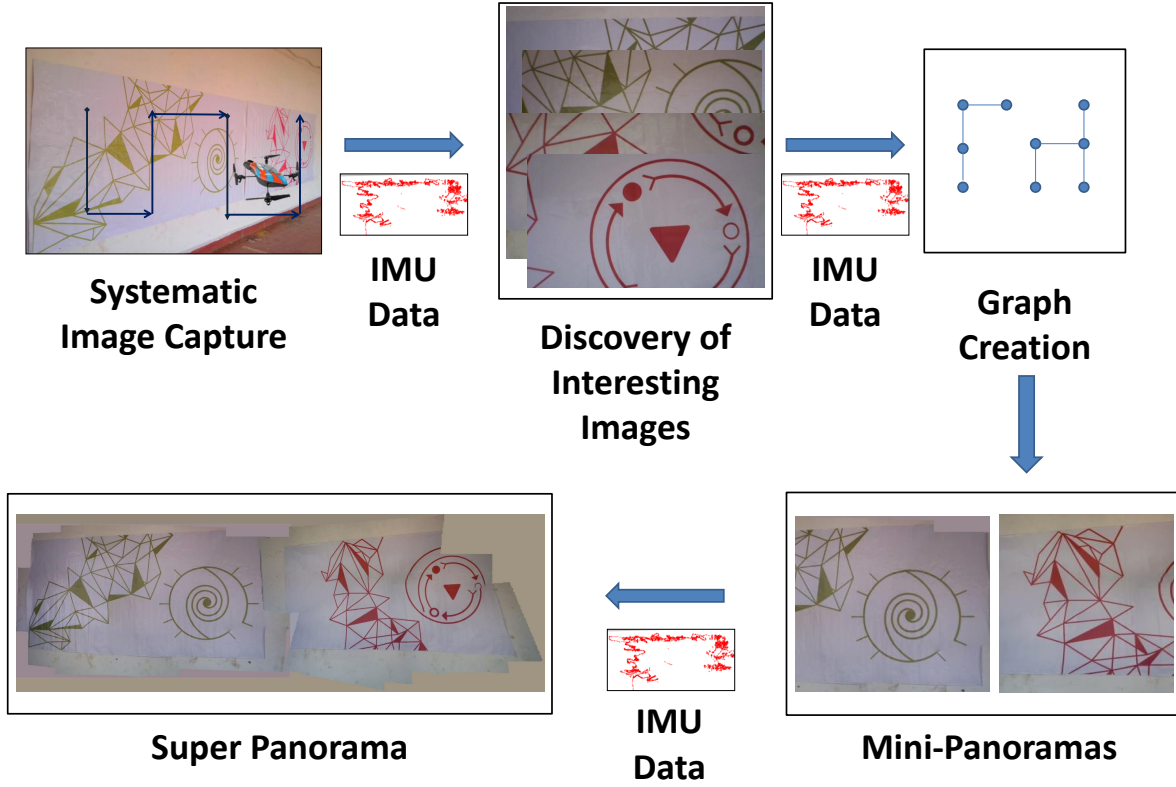 Systematic
Image Capture
IMU
Data
Discovery of
Interesting
Images
IMU
Data
Graph
Creation
Super Panorama
IMU
Data
Mini-Panoramas